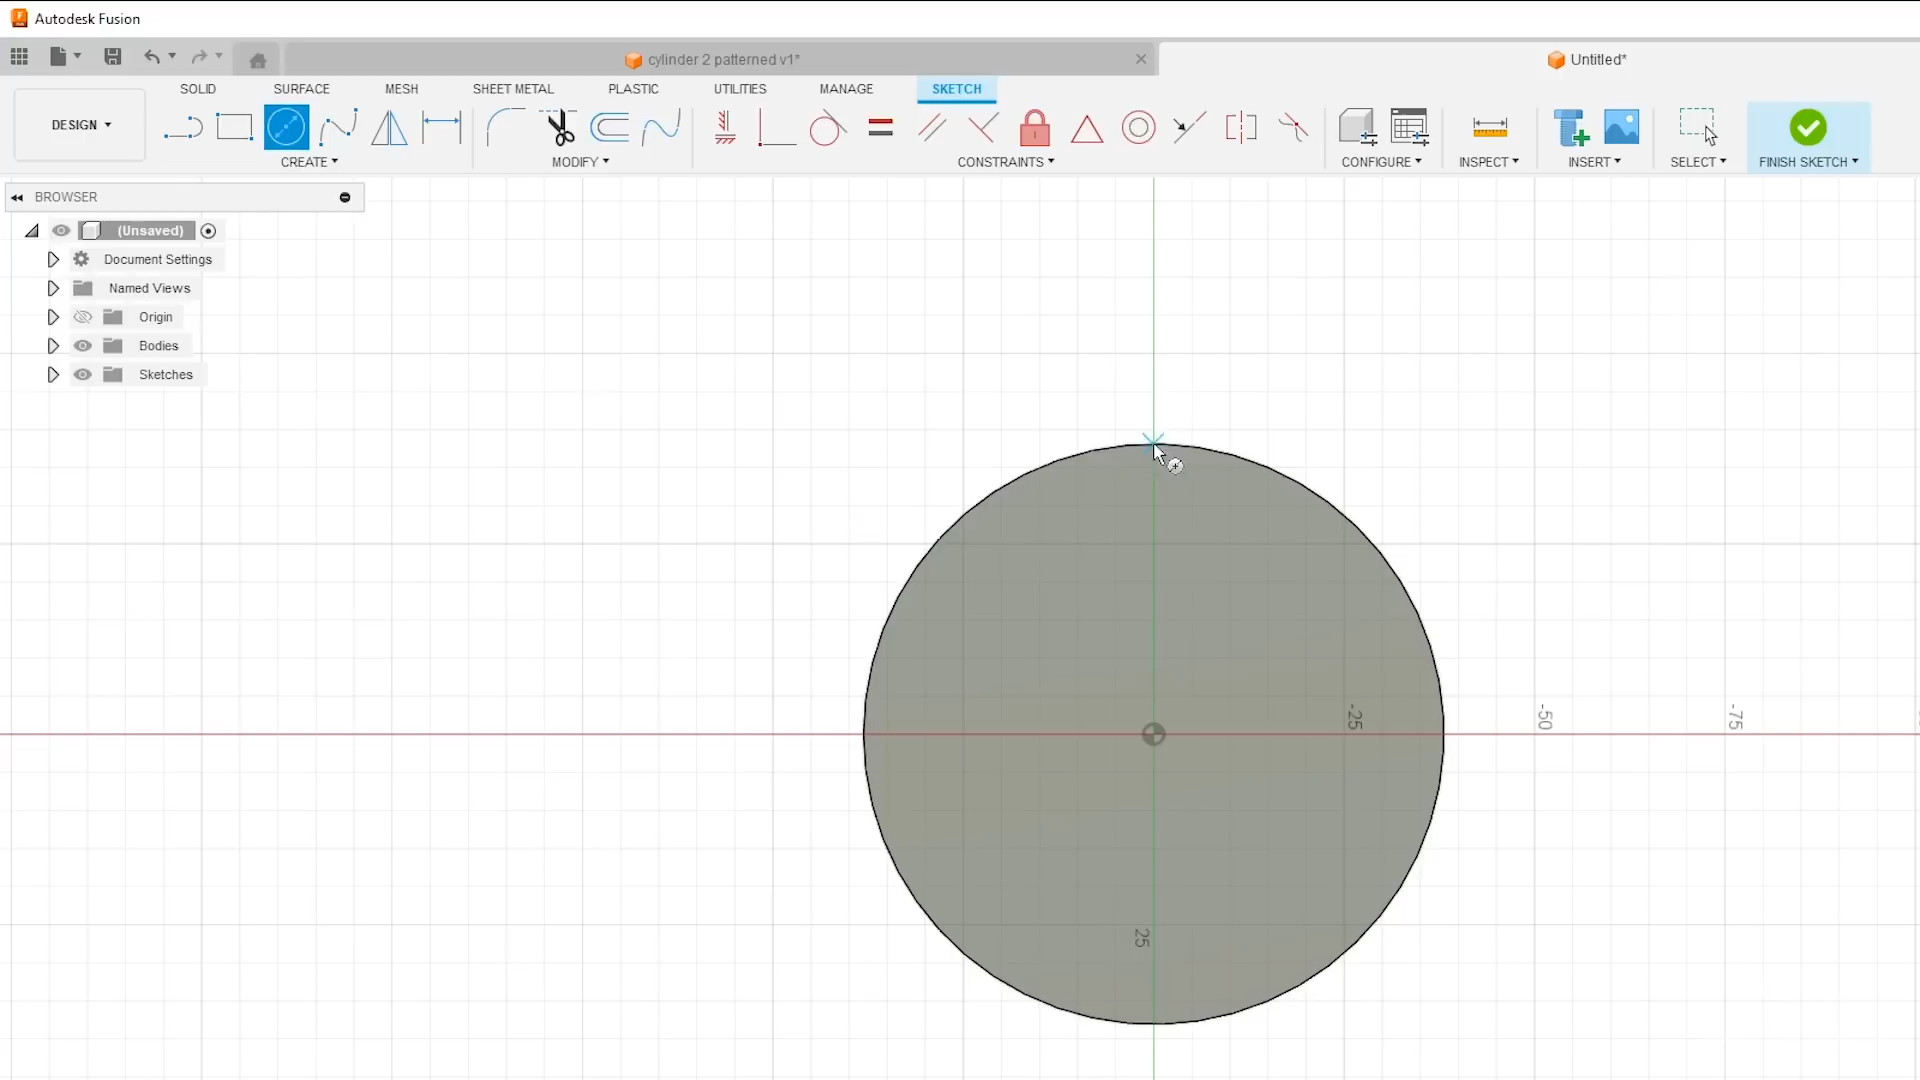 Autodesk Fusion
cylinder 2 patterned v1*
Untitled*
SOLID SURFACE MESH SHEET METAL PLASTIC UTILITIES MANAGE SKETCH
DESIGN
CREATE MODIFY CONSTRAINTS CONFIGURE INSPECT INSERT SELECT FINISH SKETCH
BROWSER
(Unsaved)
Document Settings
Named Views
Origin
Bodies
Sketches
-25
-50
-75
25